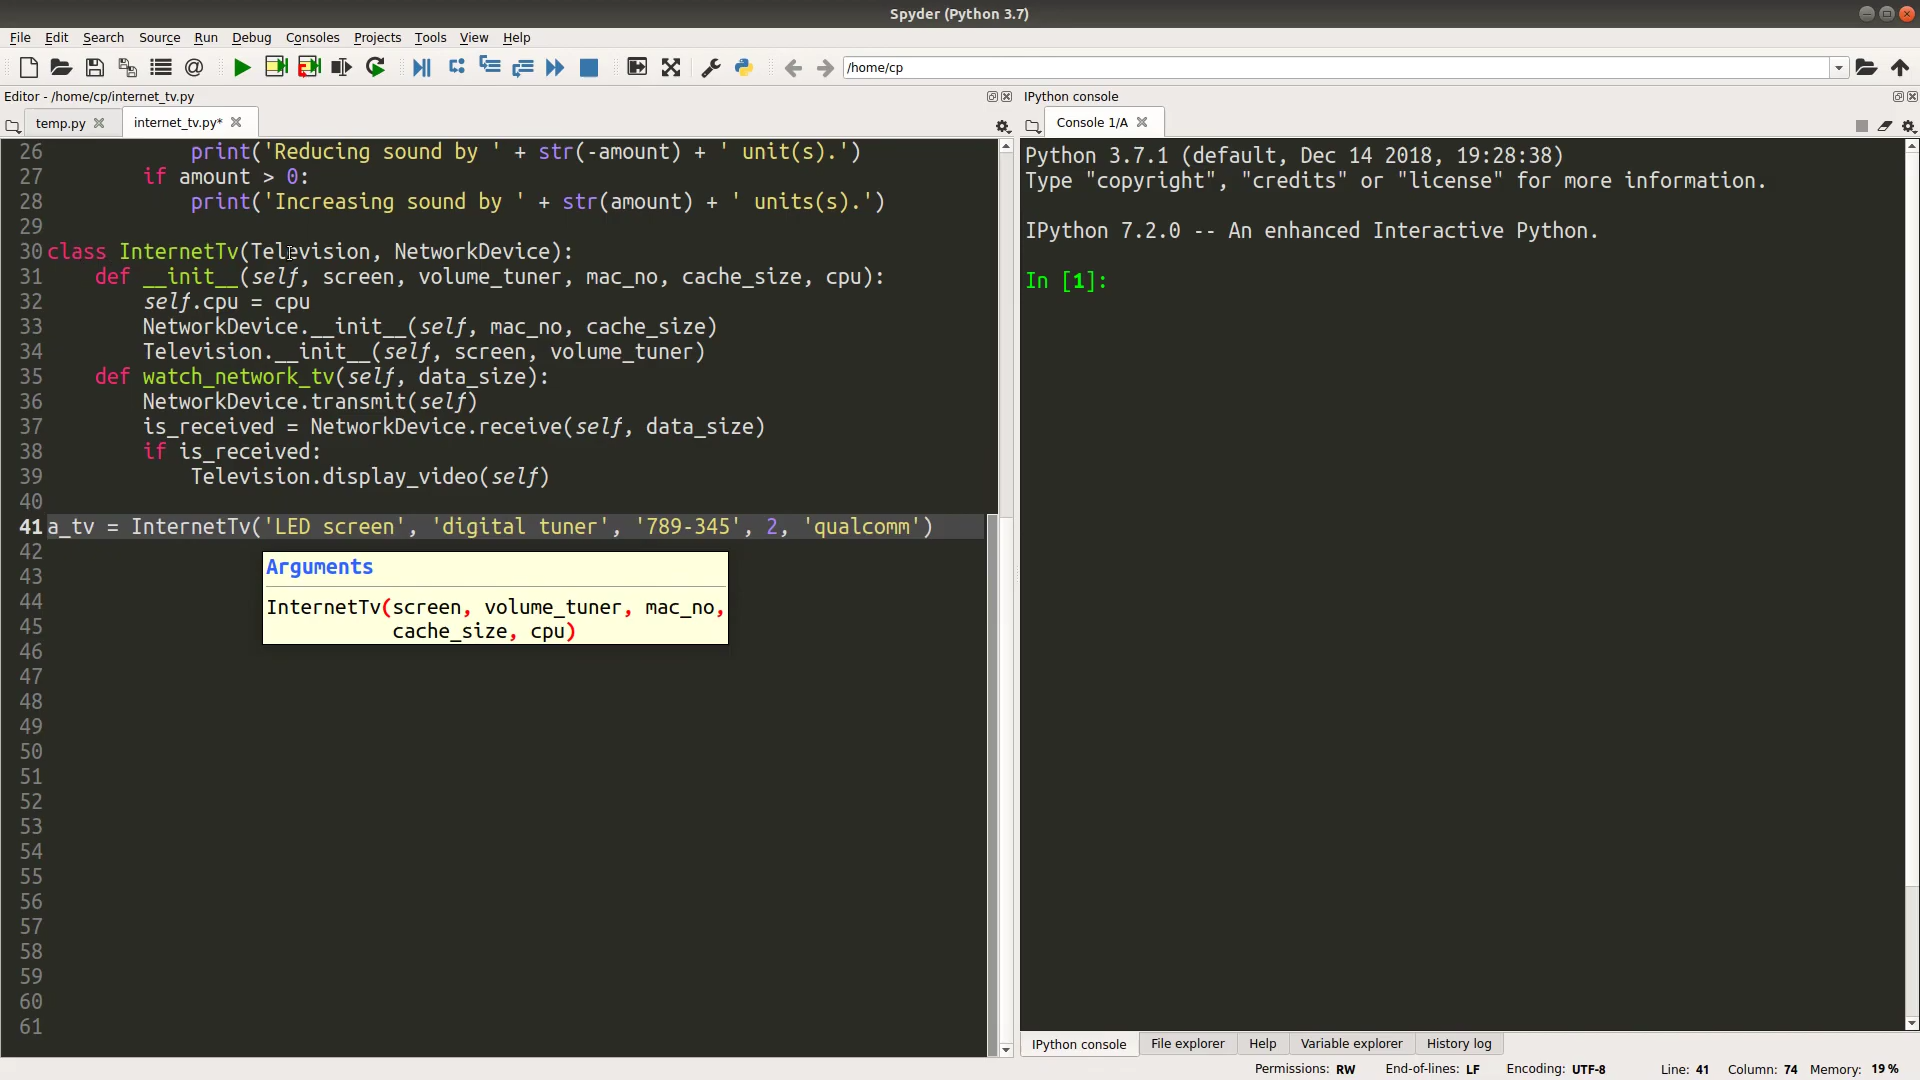 Spyder (Python 3.7)
File Edit Search Source Run Debug Consoles Projects Tools View Help
/home/cp
Editor - /home/cp/internet_tv.py
temp.py internet_tv.py*
26 print('Reducing sound by ' + str(-amount) + ' unit(s).')
27 if amount > 0:
28 print('Increasing sound by ' + str(amount) + ' units(s).')
29
30 class InternetTv(Television, NetworkDevice):
31 def __init__(self, screen, volume_tuner, mac_no, cache_size, cpu):
32 self.cpu = cpu
33 NetworkDevice.__init__(self, mac_no, cache_size)
34 Television.__init__(self, screen, volume_tuner)
35 def watch_network_tv(self, data_size):
36 NetworkDevice.transmit(self)
37 is_received = NetworkDevice.receive(self, data_size)
38 if is_received:
39 Television.display_video(self)
40
41 a_tv = InternetTv('LED screen', 'digital tuner', '789-345', 2, 'qualcomm')
42
43
44
45
46
47
48
49
50
51
52
53
54
55
56
57
58
59
60
61
Arguments
InternetTv(screen, volume_tuner, mac_no,
cache_size, cpu)
IPython console
Console 1/A
Python 3.7.1 (default, Dec 14 2018, 19:28:38)
Type "copyright", "credits" or "license" for more information.
IPython 7.2.0 -- An enhanced Interactive Python.
In [1]:
IPython console File explorer Help Variable explorer History log
Permissions: RW End-of-lines: LF Encoding: UTF-8 Line: 41 Column: 74 Memory: 19 %